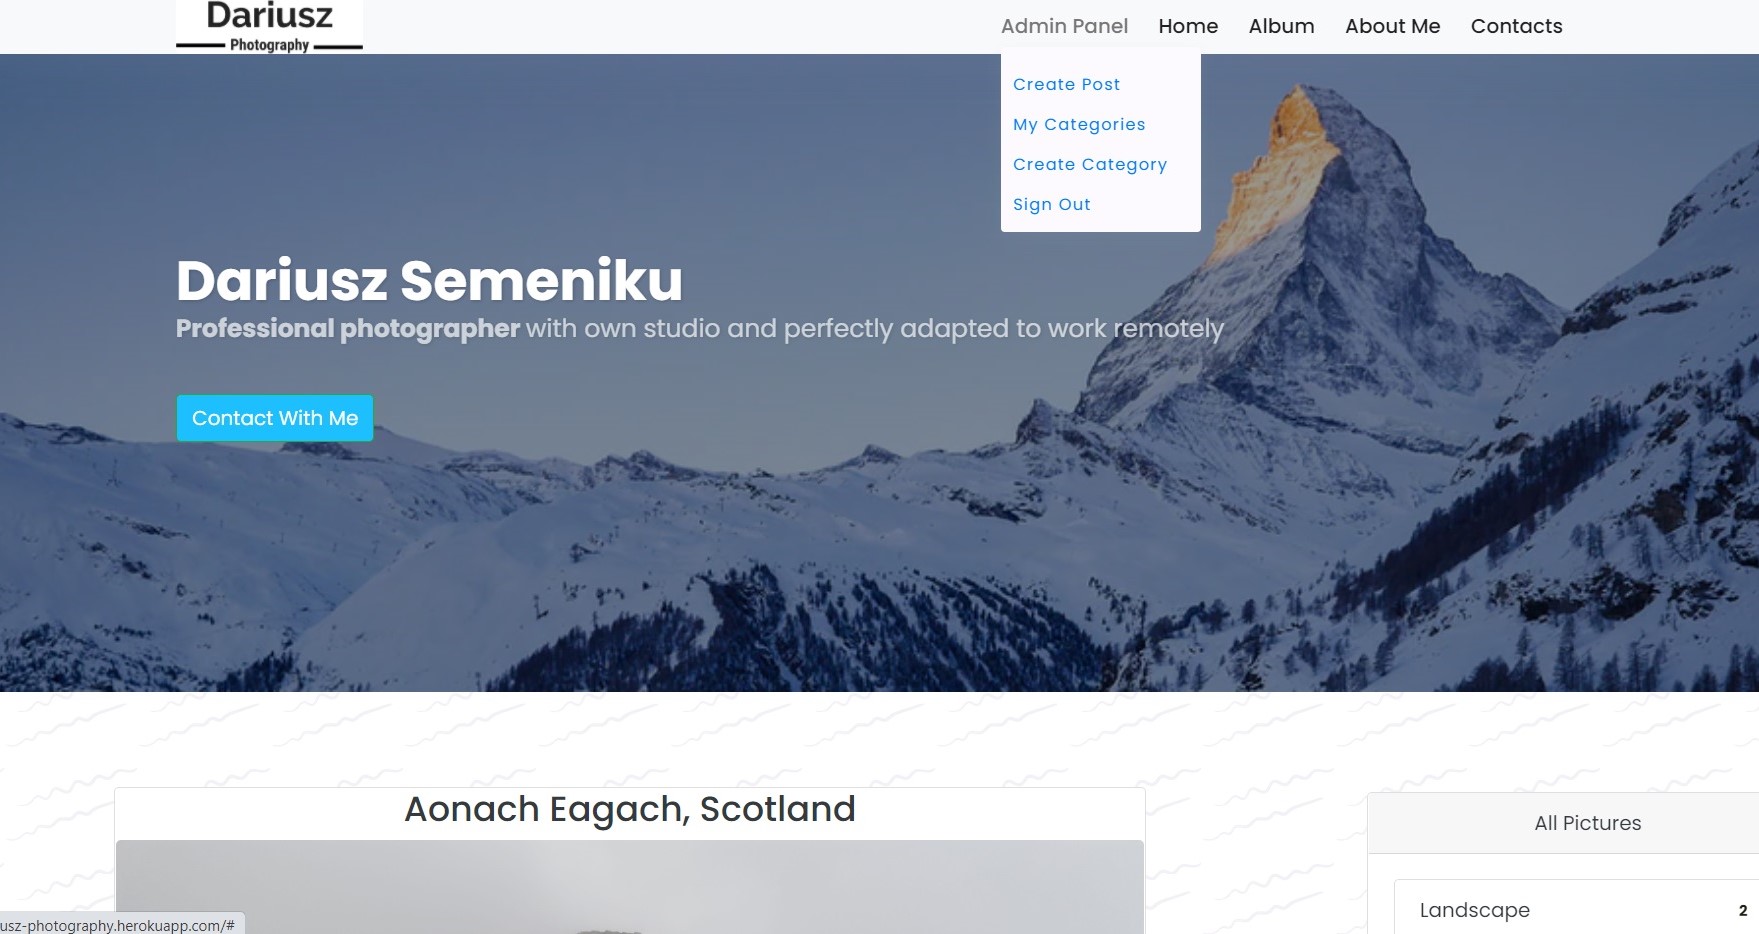 Dariusz
Photography
Admin Panel Home Album About Me Contacts
Create Post
My Categories
Create Category
Sign Out
Dariusz Semeniku
Professional photographer with own studio and perfectly adapted to work remotely
Contact With Me
Aonach Eagach, Scotland
All Pictures
Landscape 2
usz-photography.herokuapp.com/#